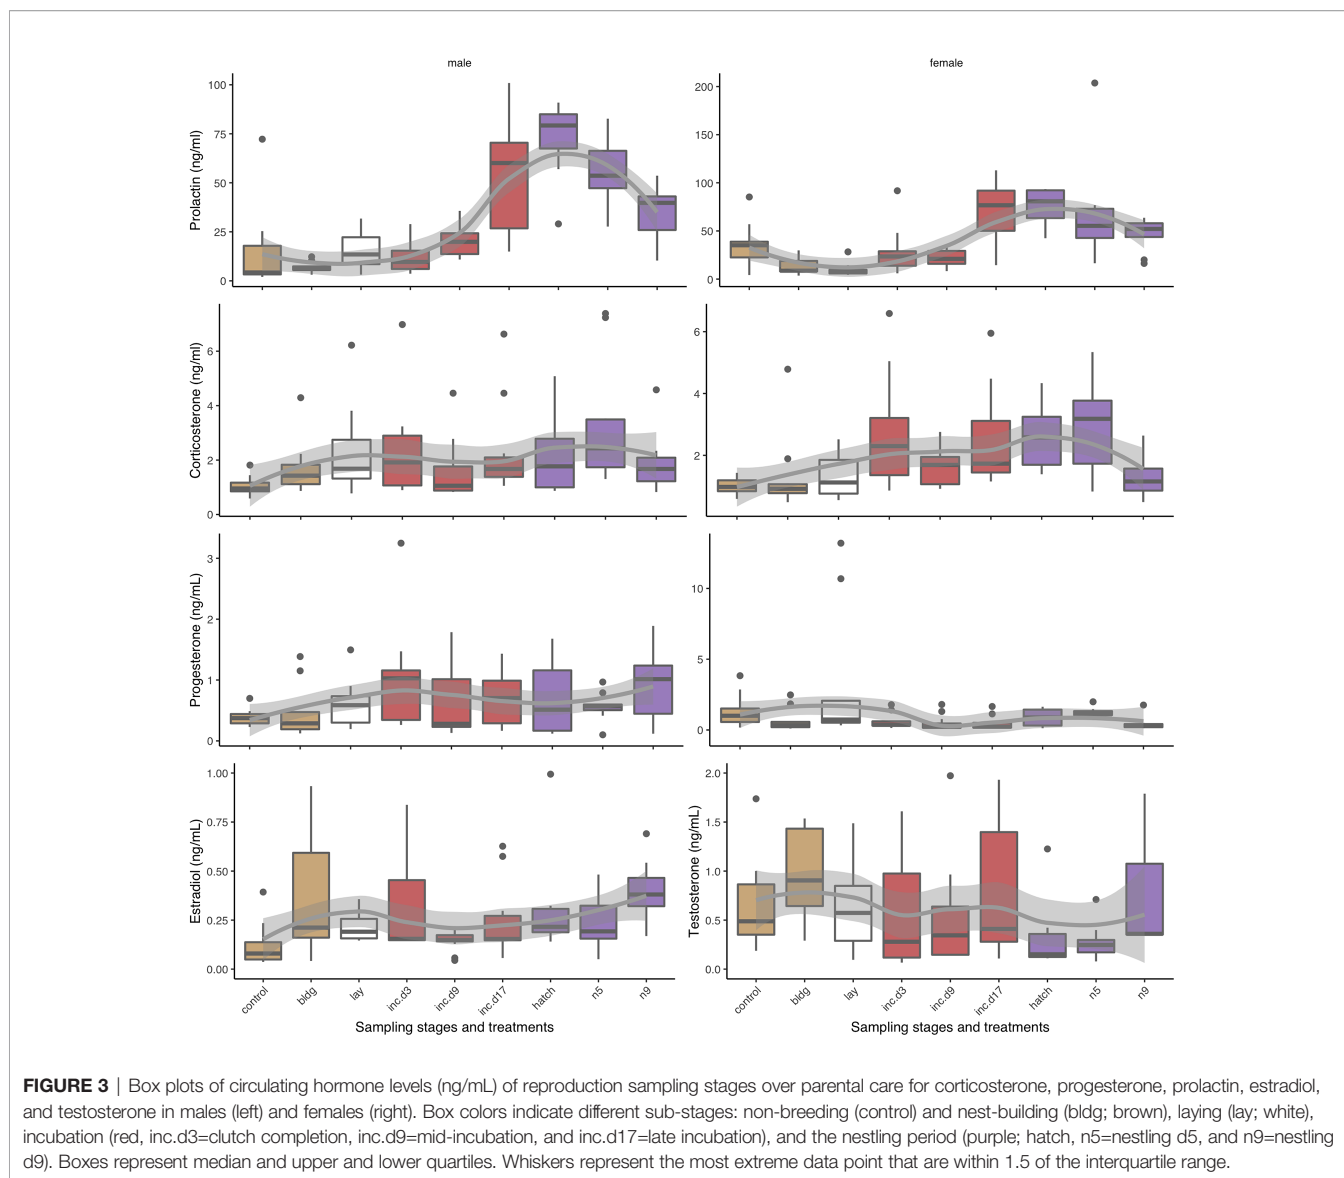 male
female
Prolactin (ng/ml)
100
75
50
25
0
200
150
100
50
0
Corticosterone (ng/ml)
6
4
2
0
6
4
2
Progesterone (ng/mL)
3
2
1
0
10
5
0
Estradiol (ng/mL)
1.00
0.75
0.50
0.25
0.00
Testosterone (ng/mL)
2.0
1.5
1.0
0.5
0.0
control
bldg
lay
inc.d3
inc.d9
inc.d17
hatch
n5
n9
control
bldg
lay
inc.d3
inc.d9
inc.d17
hatch
n5
n9
Sampling stages and treatments
Sampling stages and treatments
FIGURE 3 | Box plots of circulating hormone levels (ng/mL) of reproduction sampling stages over parental care for corticosterone, progesterone, prolactin, estradiol,
and testosterone in males (left) and females (right). Box colors indicate different sub-stages: non-breeding (control) and nest-building (bldg; brown), laying (lay; white),
incubation (red, inc.d3=clutch completion, inc.d9=mid-incubation, and inc.d17=late incubation), and the nestling period (purple; hatch, n5=nestling d5, and n9=nestling
d9). Boxes represent median and upper and lower quartiles. Whiskers represent the most extreme data point that are within 1.5 of the interquartile range.